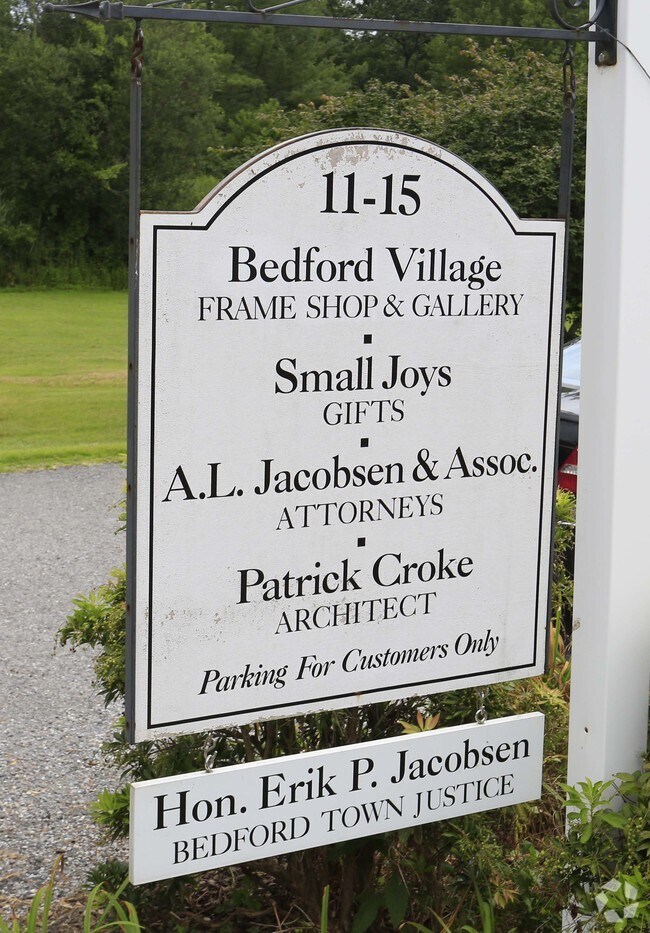 11-15
Bedford Village
FRAME SHOP & GALLERY
Small Joys
GIFTS
A.L. Jacobsen & Assoc.
ATTORNEYS
Patrick Croke
ARCHITECT
Parking For Customers Only
Hon. Erik P. Jacobsen
BEDFORD TOWN JUSTICE